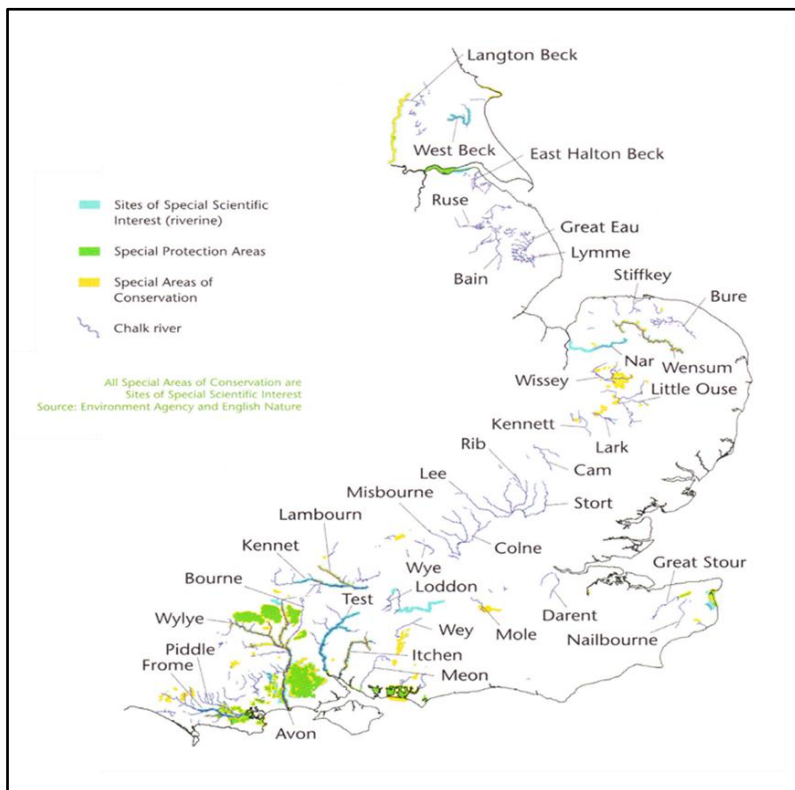 Langton Beck
West Beck
East Halton Beck
Sites of Special Scientific
Interest (riverine)
Special Protection Areas
Special Areas of
Conservation
Chalk river
All Special Areas of Conservation are
Sites of Special Scientific Interest
Source: Environment Agency and English Nature
Ruse
Great Eau
Lymme
Bain
Stiffkey
Bure
Nar
Wensum
Wissey
Little Ouse
Kennett
Lark
Rib
Cam
Lee
Misbourne
Stort
Lambourn
Colne
Kennet
Wye
Great Stour
Bourne
Loddon
Test
Darent
Wylye
Wey
Mole
Nailbourne
Piddle
Itchen
Frome
Meon
Avon